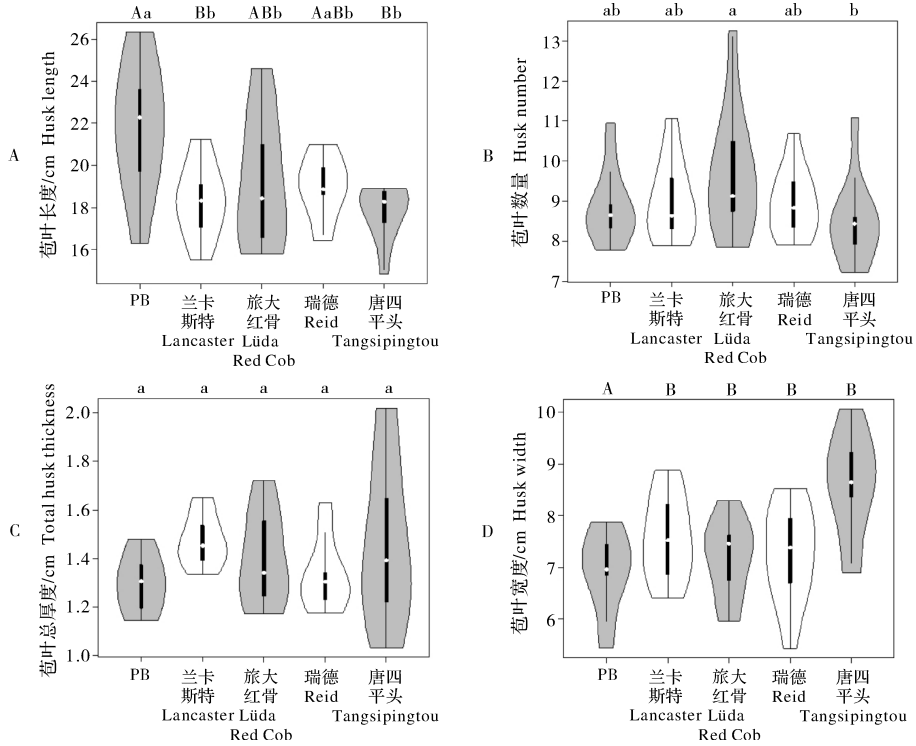 Aa Bb ABb AaBb Bb
A
苞叶长度/cm Husk length
26
24
22
20
18
16
PB 兰卡 旅大 瑞德 唐四
斯特 红骨 Reid 平头
Lancaster Lüda Tangsipingtou
Red Cob
ab ab a ab b
B
苞叶数量 Husk number
13
12
11
10
9
8
7
PB 兰卡 旅大 瑞德 唐四
斯特 红骨 Reid 平头
Lancaster Lüda Tangsipingtou
Red Cob
a a a a a
C
苞叶总厚度/cm Total husk thickness
2.0
1.8
1.6
1.4
1.2
1.0
PB 兰卡 旅大 瑞德 唐四
斯特 红骨 Reid 平头
Lancaster Lüda Tangsipingtou
Red Cob
A B B B B
D
苞叶宽度/cm Husk width
10
9
8
7
6
PB 兰卡 旅大 瑞德 唐四
斯特 红骨 Reid 平头
Lancaster Lüda Tangsipingtou
Red Cob